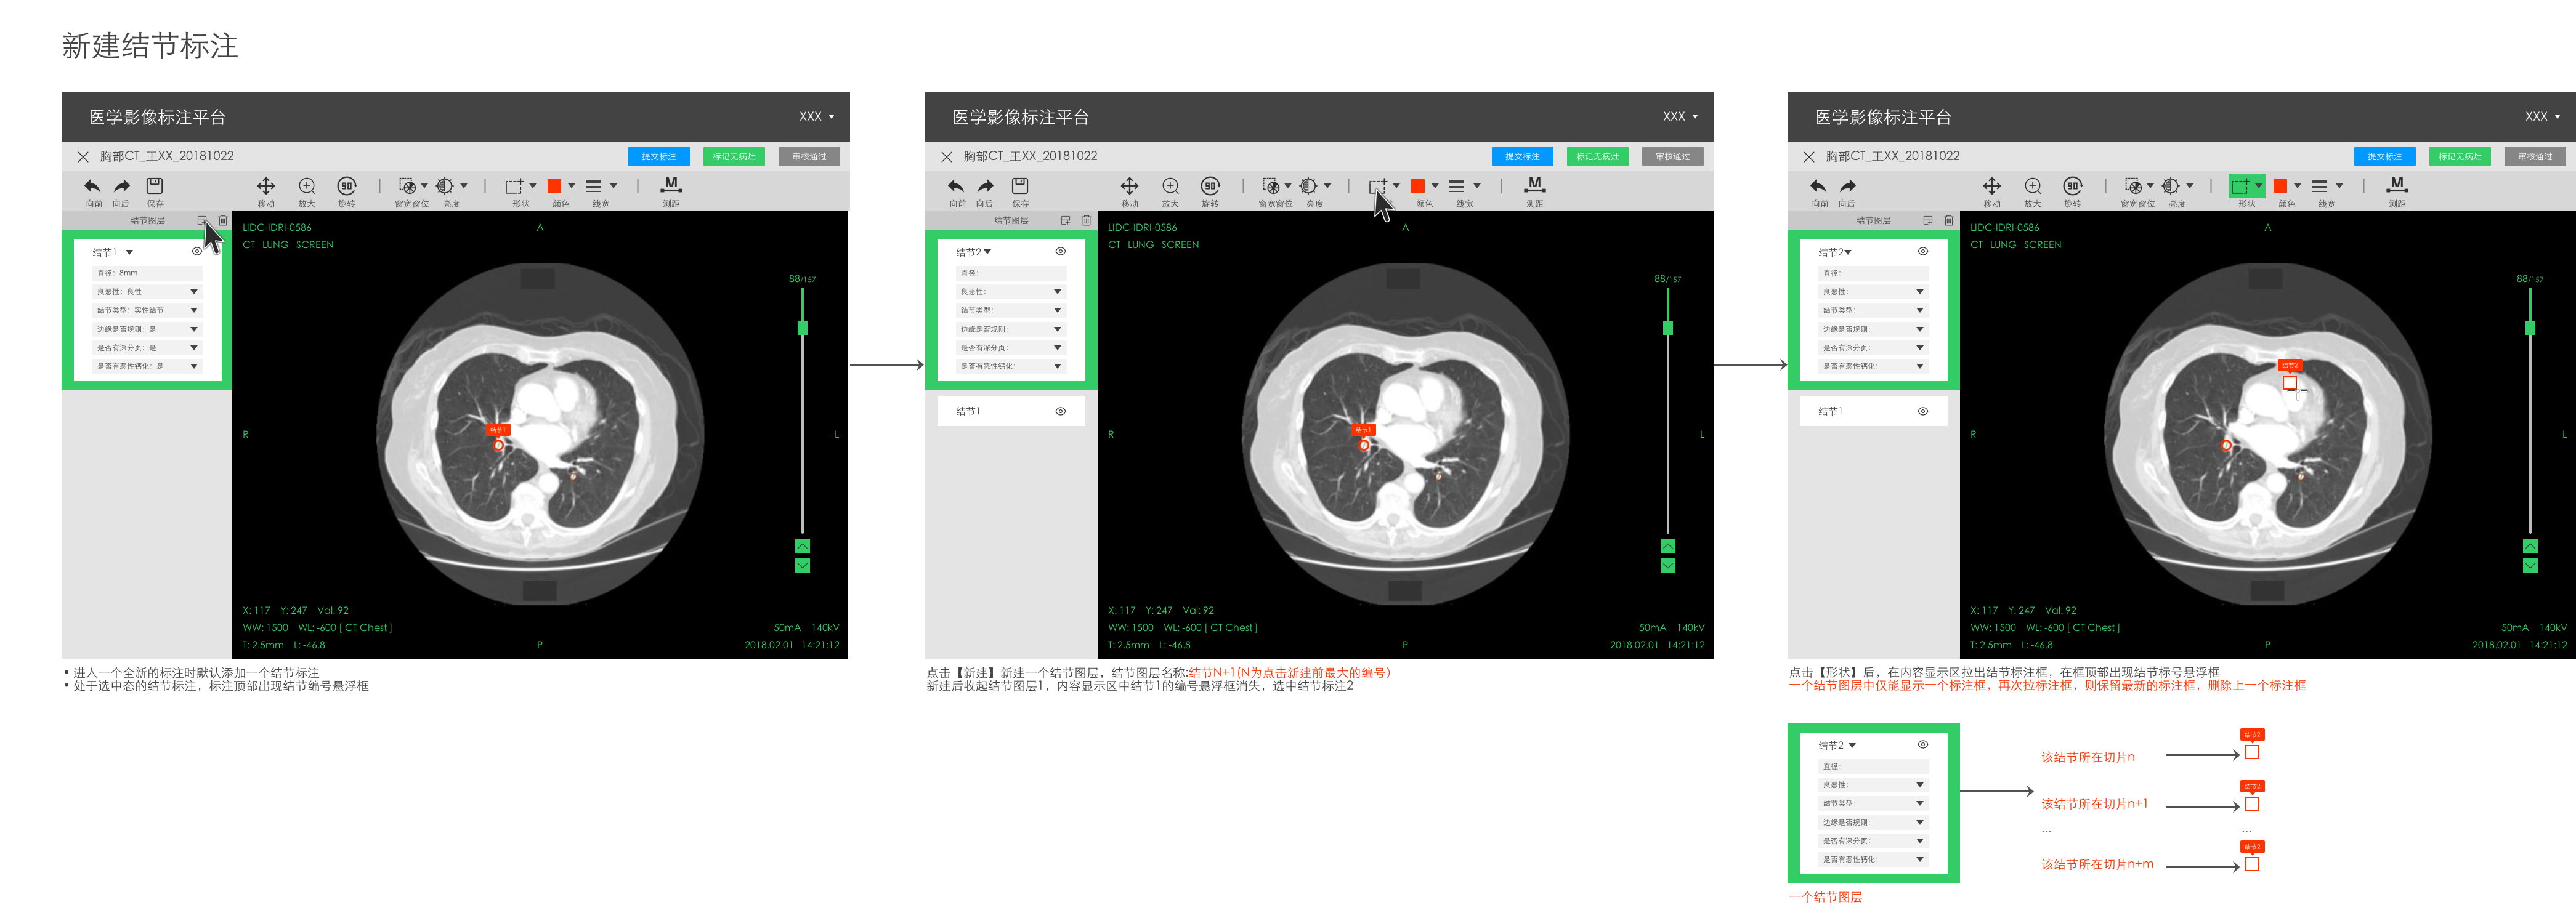 新建结节标注
医学影像标注平台
XXX
胸部CT_王XX_20181022
提交标注
标记无病灶
审核通过
向前
向后
保存
移动
放大
90
旋转
窗宽窗位
亮度
形状
颜色
线宽
M
测距
结节图层
结节1
直径：8mm
良恶性：良性
结节类型：实性结节
边缘是否规则：是
是否有深分页：是
是否有恶性钙化：是
LIDC-IDRI-0586
CT LUNG SCREEN
A
88/157
R
L
结节1
X: 117 Y: 247 Val: 92
WW: 1500 WL: -600 [ CT Chest ]
T: 2.5mm L: -46.8
P
50mA 140kV
2018.02.01 14:21:12
• 进入一个全新的标注时默认添加一个结节标注
• 处于选中态的结节标注，标注顶部出现结节编号悬浮框
医学影像标注平台
XXX
胸部CT_王XX_20181022
提交标注
标记无病灶
审核通过
向前
向后
保存
移动
放大
90
旋转
窗宽窗位
亮度
颜色
线宽
M
测距
结节图层
结节2
直径：
良恶性：
结节类型：
边缘是否规则：
是否有深分页：
是否有恶性钙化：
结节1
LIDC-IDRI-0586
CT LUNG SCREEN
A
88/157
R
L
结节1
X: 117 Y: 247 Val: 92
WW: 1500 WL: -600 [ CT Chest ]
T: 2.5mm L: -46.8
P
50mA 140kV
2018.02.01 14:21:12
点击【新建】新建一个结节图层，结节图层名称:结节N+1(N为点击新建前最大的编号）
新建后收起结节图层1，内容显示区中结节1的编号悬浮框消失，选中结节标注2
医学影像标注平台
XXX
胸部CT_王XX_20181022
提交标注
标记无病灶
审核通过
向前
向后
移动
放大
90
旋转
窗宽窗位
亮度
形状
颜色
线宽
M
测距
结节图层
结节2
直径：
良恶性：
结节类型：
边缘是否规则：
是否有深分页：
是否有恶性钙化：
结节1
LIDC-IDRI-0586
CT LUNG SCREEN
A
88/157
R
L
结节2
X: 117 Y: 247 Val: 92
WW: 1500 WL: -600 [ CT Chest ]
T: 2.5mm L: -46.8
P
50mA 140kV
2018.02.01 14:21:12
点击【形状】后，在内容显示区拉出结节标注框，在框顶部出现结节标号悬浮框
一个结节图层中仅能显示一个标注框，再次拉标注框，则保留最新的标注框，删除上一个标注框
结节2
直径：
良恶性：
结节类型：
边缘是否规则：
是否有深分页：
是否有恶性钙化：
一个结节图层
该结节所在切片n
结节2
该结节所在切片n+1
结节2
...
...
该结节所在切片n+m
结节2